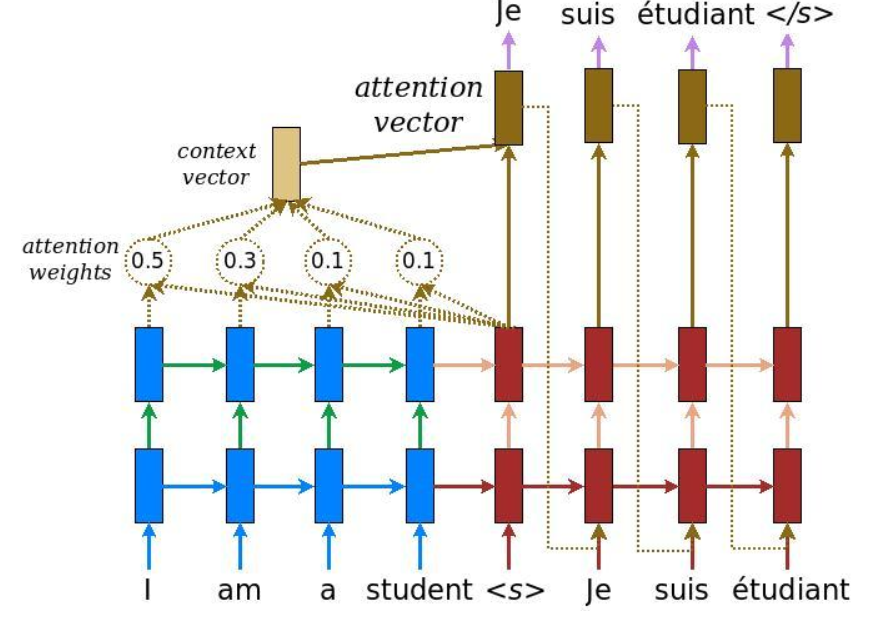 Je suis étudiant </s>
attention
vector
context
vector
attention
weights
0.5 0.3 0.1 0.1
I am a student <s> Je suis étudiant